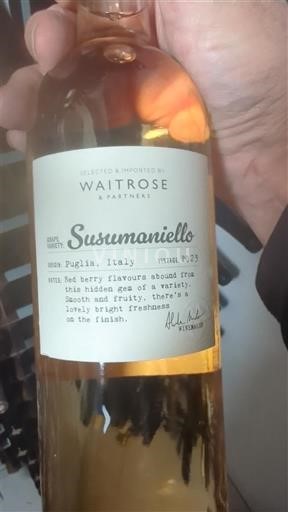 SELECTED & IMPORTED BY
WAITROSE
& PARTNERS
GRAPE VARIETY: Susumaniello
ORIGIN: Puglia, Italy VINTAGE: 2023
NOTES: Red berry flavours abound from
this hidden gem of a variety.
Smooth and fruity, there's a
lovely bright freshness
on the finish.
WINEMAKER